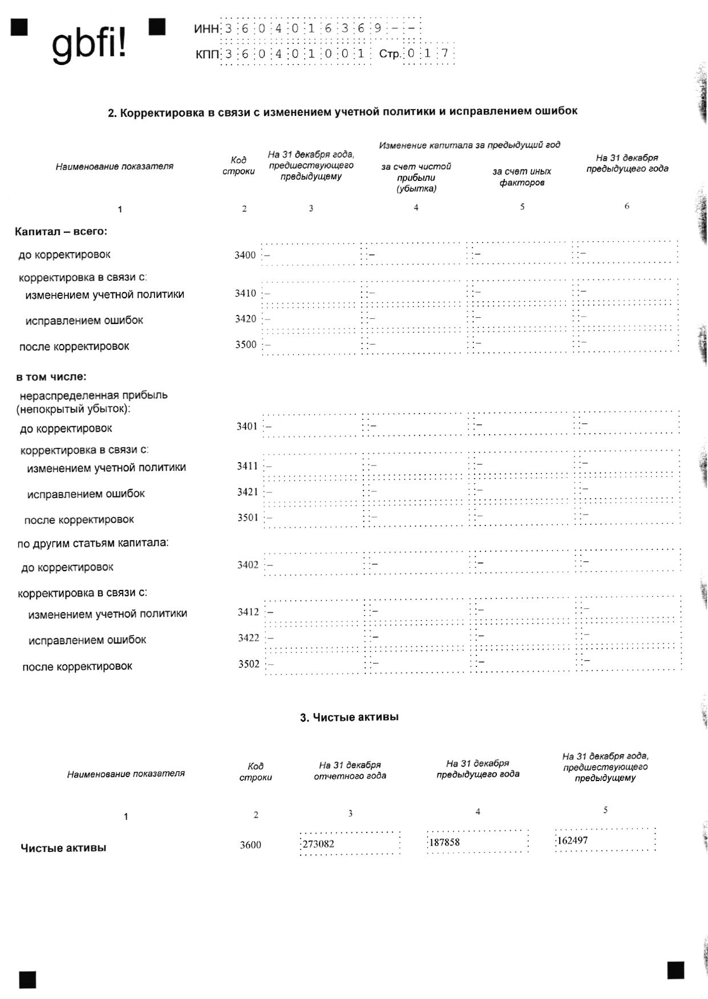 gbfi!
ИНН 3604016369--
КПП 360401001 Стр. 017
2. Корректировка в связи с изменением учетной политики и исправлением ошибок
Наименование показателя
Код строки
На 31 декабря года, предшествующего предыдущему
Изменение капитала за предыдущий год
за счет чистой прибыли (убытка)
за счет иных факторов
На 31 декабря предыдущего года
1 2 3 4 5 6
Капитал – всего:
до корректировок 3400 – – – –
корректировка в связи с:
изменением учетной политики 3410 – – – –
исправлением ошибок 3420 – – – –
после корректировок 3500 – – – –
в том числе:
нераспределенная прибыль
(непокрытый убыток):
до корректировок 3401 – – – –
корректировка в связи с:
изменением учетной политики 3411 – – – –
исправлением ошибок 3421 – – – –
после корректировок 3501 – – – –
по другим статьям капитала:
до корректировок 3402 – – – –
корректировка в связи с:
изменением учетной политики 3412 – – – –
исправлением ошибок 3422 – – – –
после корректировок 3502 – – – –
3. Чистые активы
Наименование показателя
Код строки
На 31 декабря отчетного года
На 31 декабря предыдущего года
На 31 декабря года, предшествующего предыдущему
1 2 3 4 5
Чистые активы 3600 273082 187858 162497